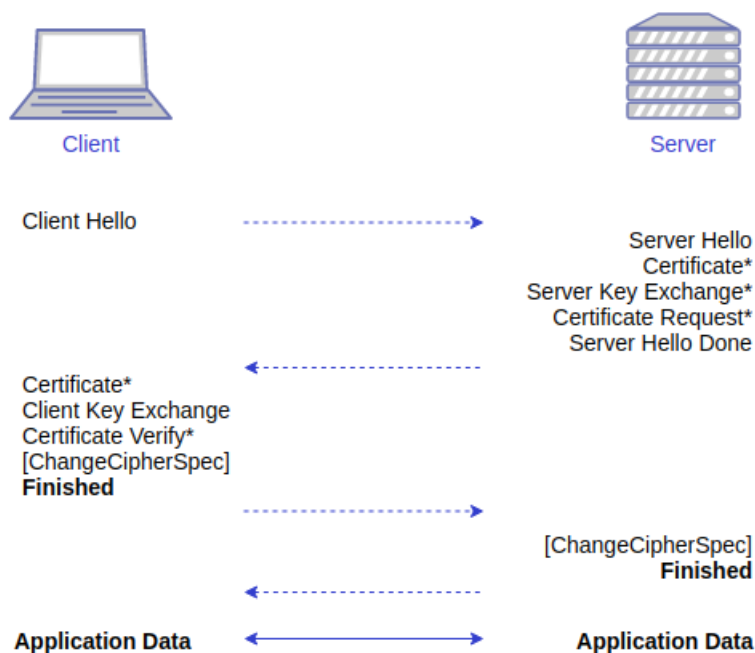 Client
Server
Client Hello
Server Hello
Certificate*
Server Key Exchange*
Certificate Request*
Server Hello Done
Certificate*
Client Key Exchange
Certificate Verify*
[ChangeCipherSpec]
Finished
[ChangeCipherSpec]
Finished
Application Data
Application Data